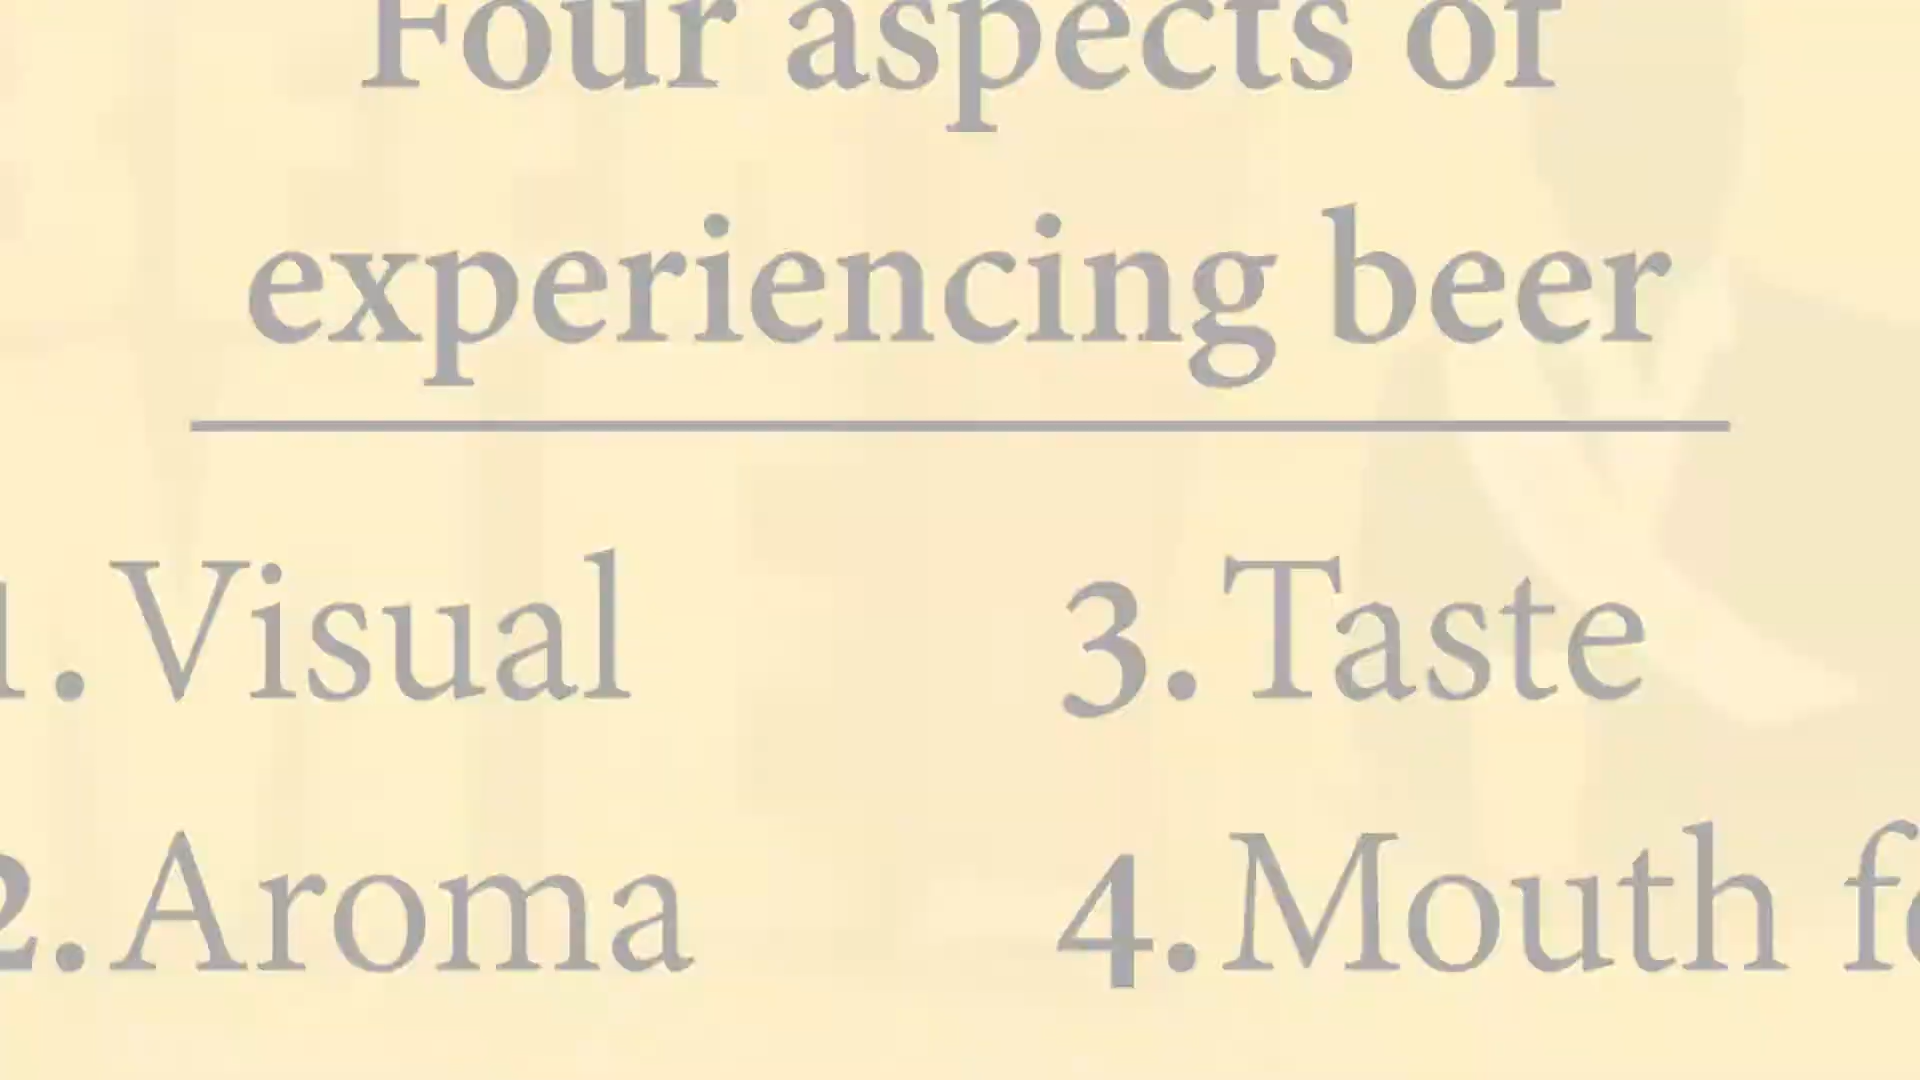 Four aspects of
experiencing beer
1. Visual
2. Aroma
3. Taste
4. Mouth